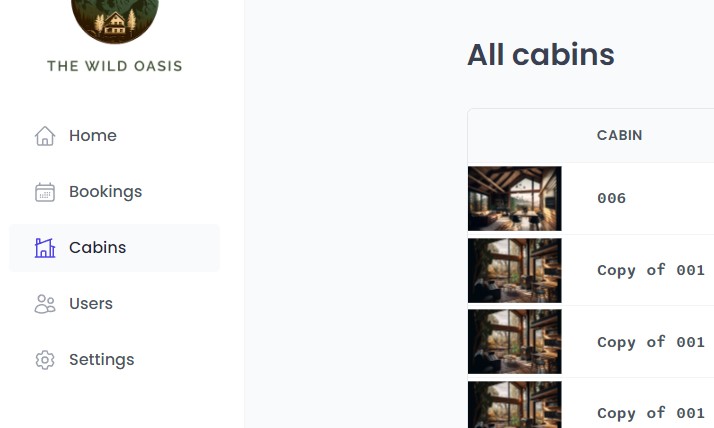 THE WILD OASIS
Home
Bookings
Cabins
Users
Settings
All cabins
CABIN
006
Copy of 001
Copy of 001
Copy of 001